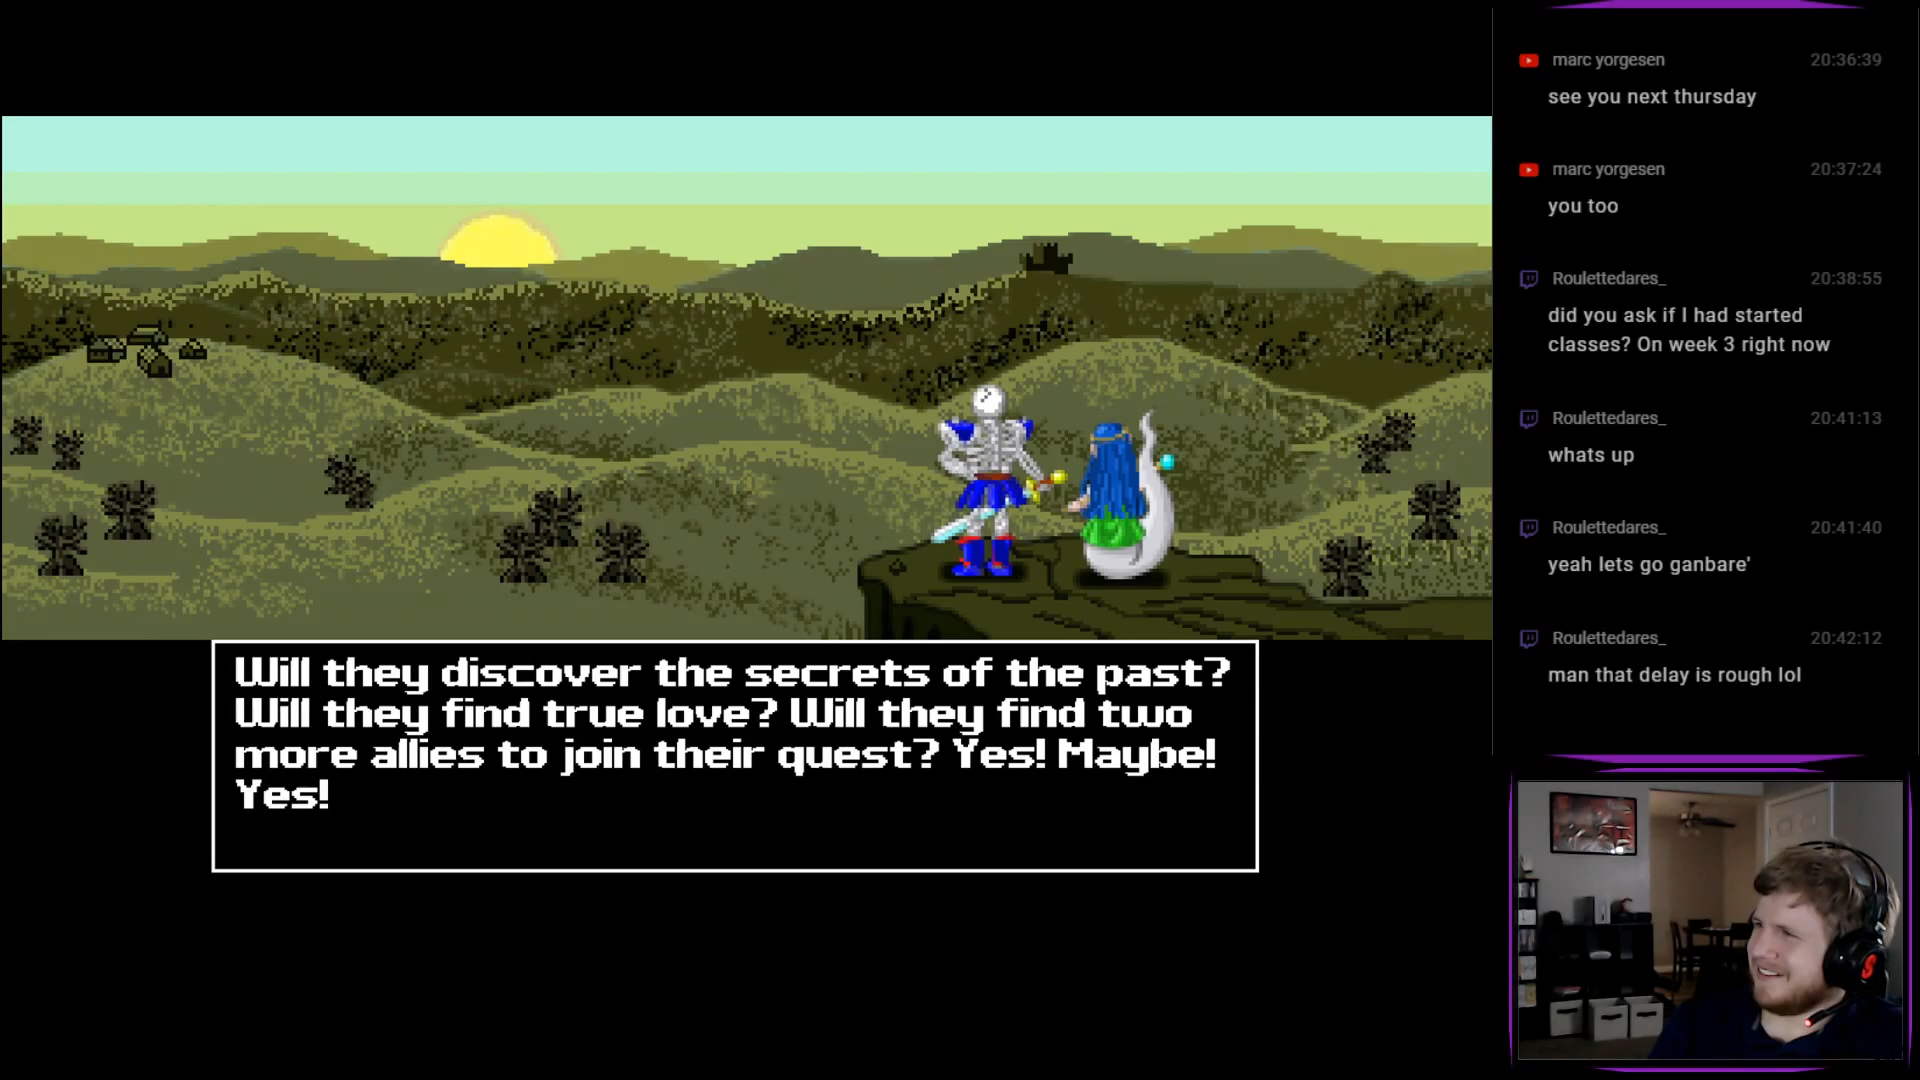 Will they discover the secrets of the past?
Will they find true love? Will they find two
more allies to join their quest? Yes! Maybe!
Yes!
marc yorgesen 20:36:39
see you next thursday
marc yorgesen 20:37:24
you too
Roulettedares_ 20:38:55
did you ask if I had started
classes? On week 3 right now
Roulettedares_ 20:41:13
whats up
Roulettedares_ 20:41:40
yeah lets go ganbare'
Roulettedares_ 20:42:12
man that delay is rough lol